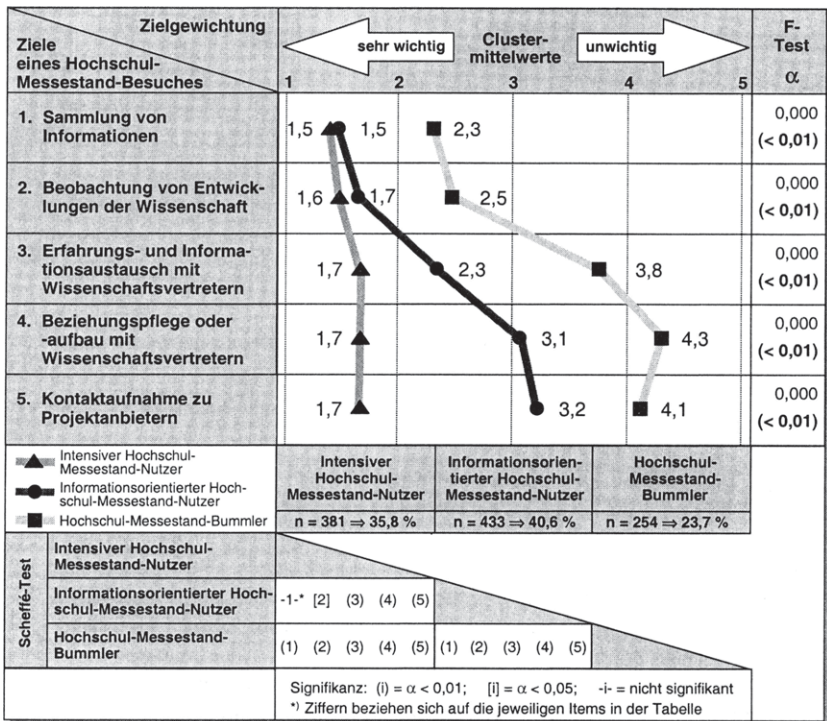 Zielgewichtung
Ziele
eines Hochschul-
Messestand-Besuches
sehr wichtig
Cluster-
mittelwerte
unwichtig
1 2 3 4 5
F-
Test
α
1. Sammlung von
Informationen
1,5 1,5 2,3
0,000
(< 0,01)
2. Beobachtung von Entwick-
lungen der Wissenschaft
1,6 1,7 2,5
0,000
(< 0,01)
3. Erfahrungs- und Informa-
tionsaustausch mit
Wissenschaftsvertretern
1,7 2,3 3,8
0,000
(< 0,01)
4. Beziehungspflege oder
-aufbau mit
Wissenschaftsvertretern
1,7 3,1 4,3
0,000
(< 0,01)
5. Kontaktaufnahme zu
Projektanbietern
1,7 3,2 4,1
0,000
(< 0,01)
Intensiver Hochschul-
Messestand-Nutzer
Informationsorientierter Hoch-
schul-Messestand-Nutzer
Hochschul-Messestand-Bummler
Intensiver
Hochschul-
Messestand-Nutzer
n = 381 ⇒ 35,8 %
Informationsorien-
tierter Hochschul-
Messestand-Nutzer
n = 433 ⇒ 40,6 %
Hochschul-
Messestand-
Bummler
n = 254 ⇒ 23,7 %
Scheffé-Test
Intensiver Hochschul-
Messestand-Nutzer
Informationsorientierter Hoch-
schul-Messestand-Nutzer
-1-* [2] (3) (4) (5)
Hochschul-Messestand-
Bummler
(1) (2) (3) (4) (5) (1) (2) (3) (4) (5)
Signifikanz: (i) = α < 0,01; [i] = α < 0,05; -i- = nicht signifikant
*) Ziffern beziehen sich auf die jeweiligen Items in der Tabelle